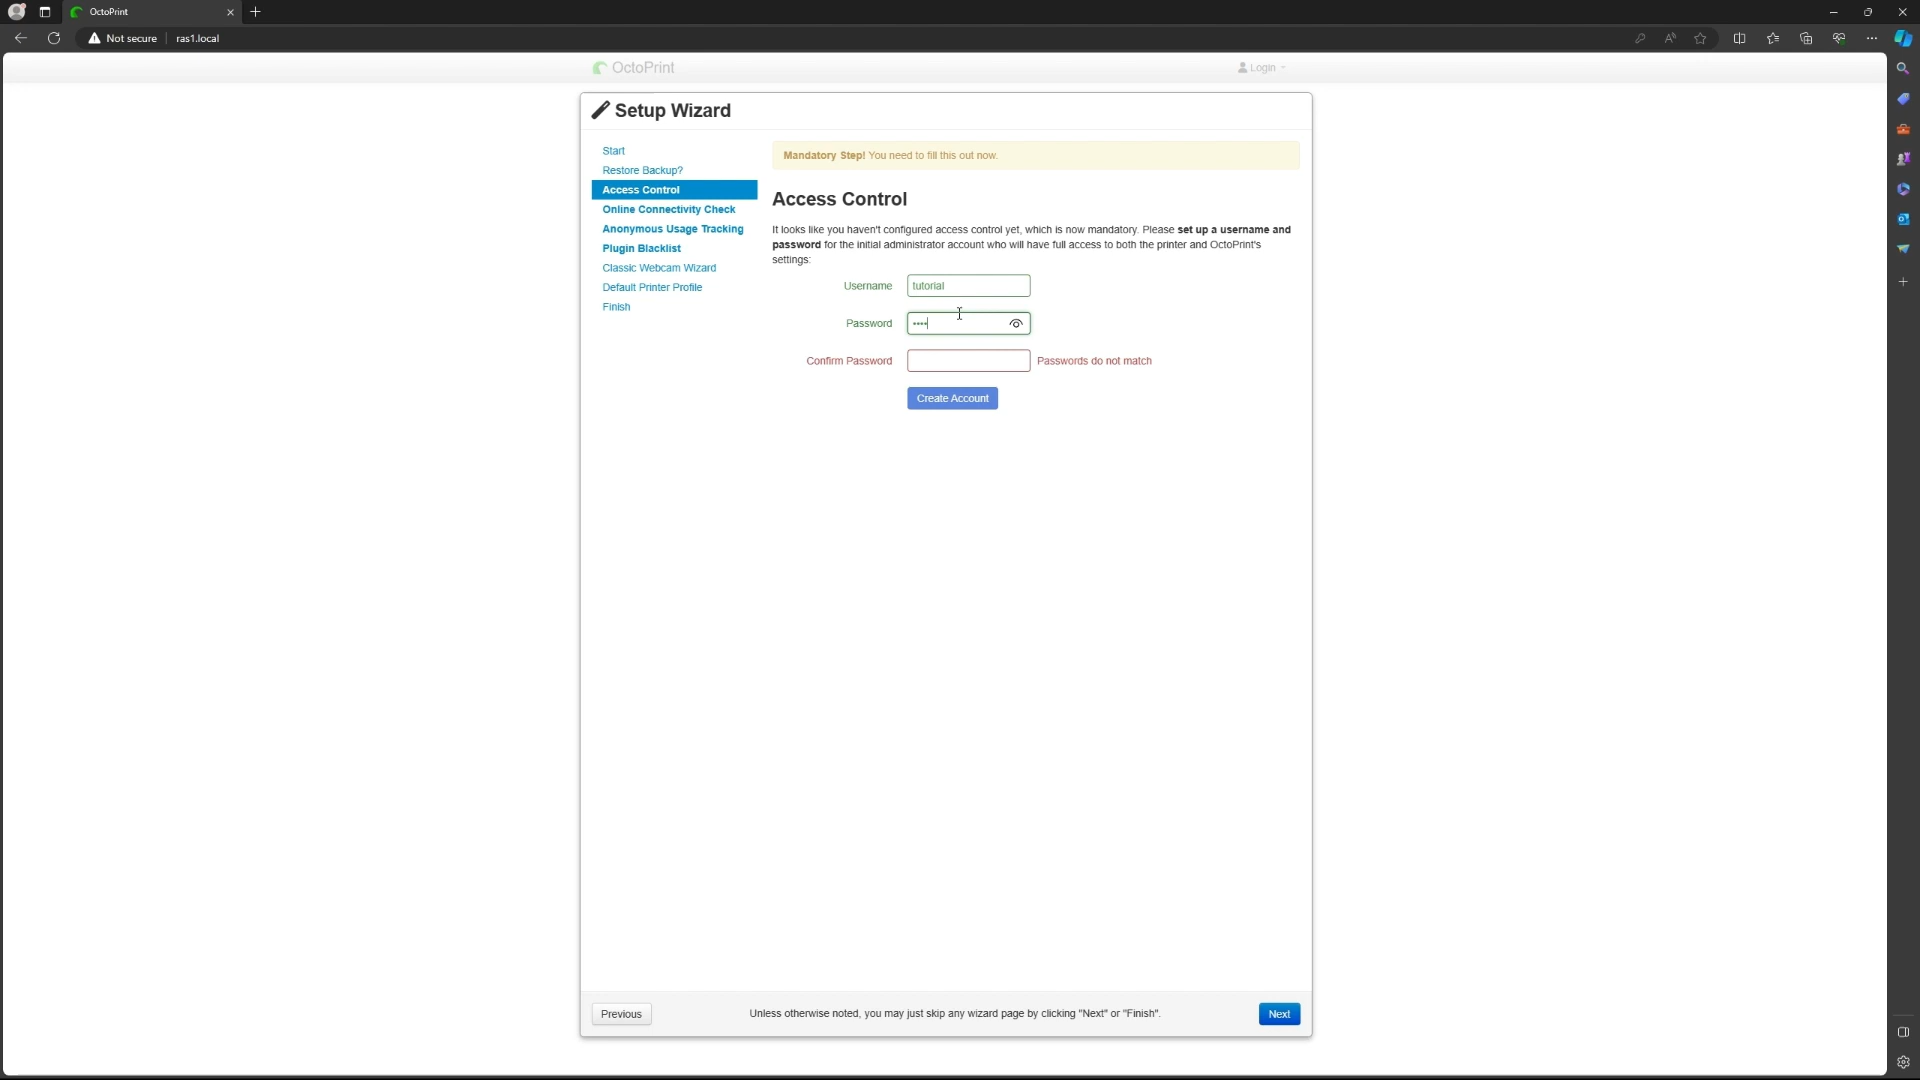 OctoPrint
Not secure
ras1.local
OctoPrint
Login
Setup Wizard
Start
Restore Backup?
Access Control
Online Connectivity Check
Anonymous Usage Tracking
Plugin Blacklist
Classic Webcam Wizard
Default Printer Profile
Finish
Mandatory Step! You need to fill this out now.
Access Control
It looks like you haven't configured access control yet, which is now mandatory. Please set up a username and
password for the initial administrator account who will have full access to both the printer and OctoPrint's
settings:
Username tutorial
Password ••••
Confirm Password Passwords do not match
Create Account
Previous
Unless otherwise noted, you may just skip any wizard page by clicking "Next" or "Finish".
Next